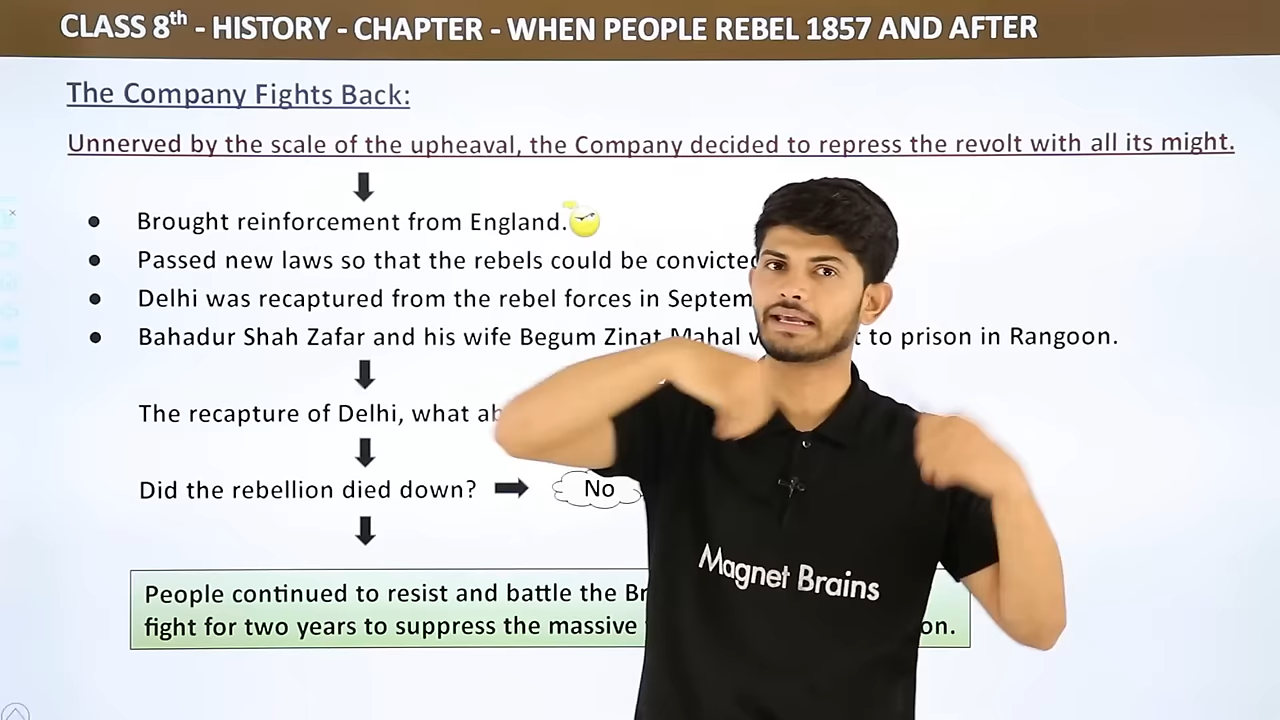 CLASS 8th - HISTORY - CHAPTER - WHEN PEOPLE REBEL 1857 AND AFTER
The Company Fights Back:
Unnerved by the scale of the upheaval, the Company decided to repress the revolt with all its might.
Brought reinforcement from England.
Passed new laws so that the rebels could be convicted
Delhi was recaptured from the rebel forces in Septem
Bahadur Shah Zafar and his wife Begum Zinat Mahal to prison in Rangoon.
The recapture of Delhi, what
Did the rebellion died down? No
People continued to resist and battle the
fight for two years to suppress the massive
Magnet Brains